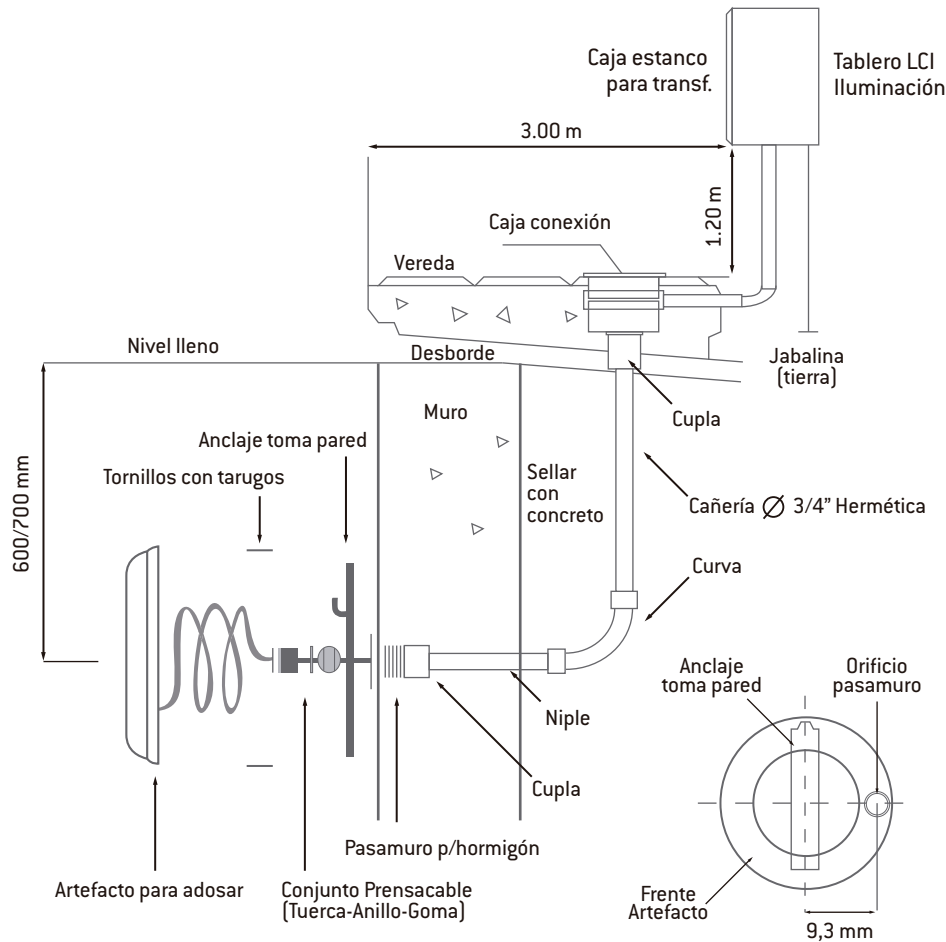 Caja estanco
para transf.
Tablero LCI
Iluminación
3.00 m
1.20 m
Caja conexión
Vereda
Nivel lleno
Desborde
Jabalina
(tierra)
Muro
Cupla
Anclaje toma pared
Tornillos con tarugos
Sellar
con
concreto
600/700 mm
Cañería Ø 3/4” Hermética
Curva
Anclaje
toma pared
Orificio
pasamuro
Niple
Cupla
Pasamuro p/hormigón
Artefacto para adosar
Conjunto Prensacable
(Tuerca-Anillo-Goma)
Frente
Artefacto
9,3 mm